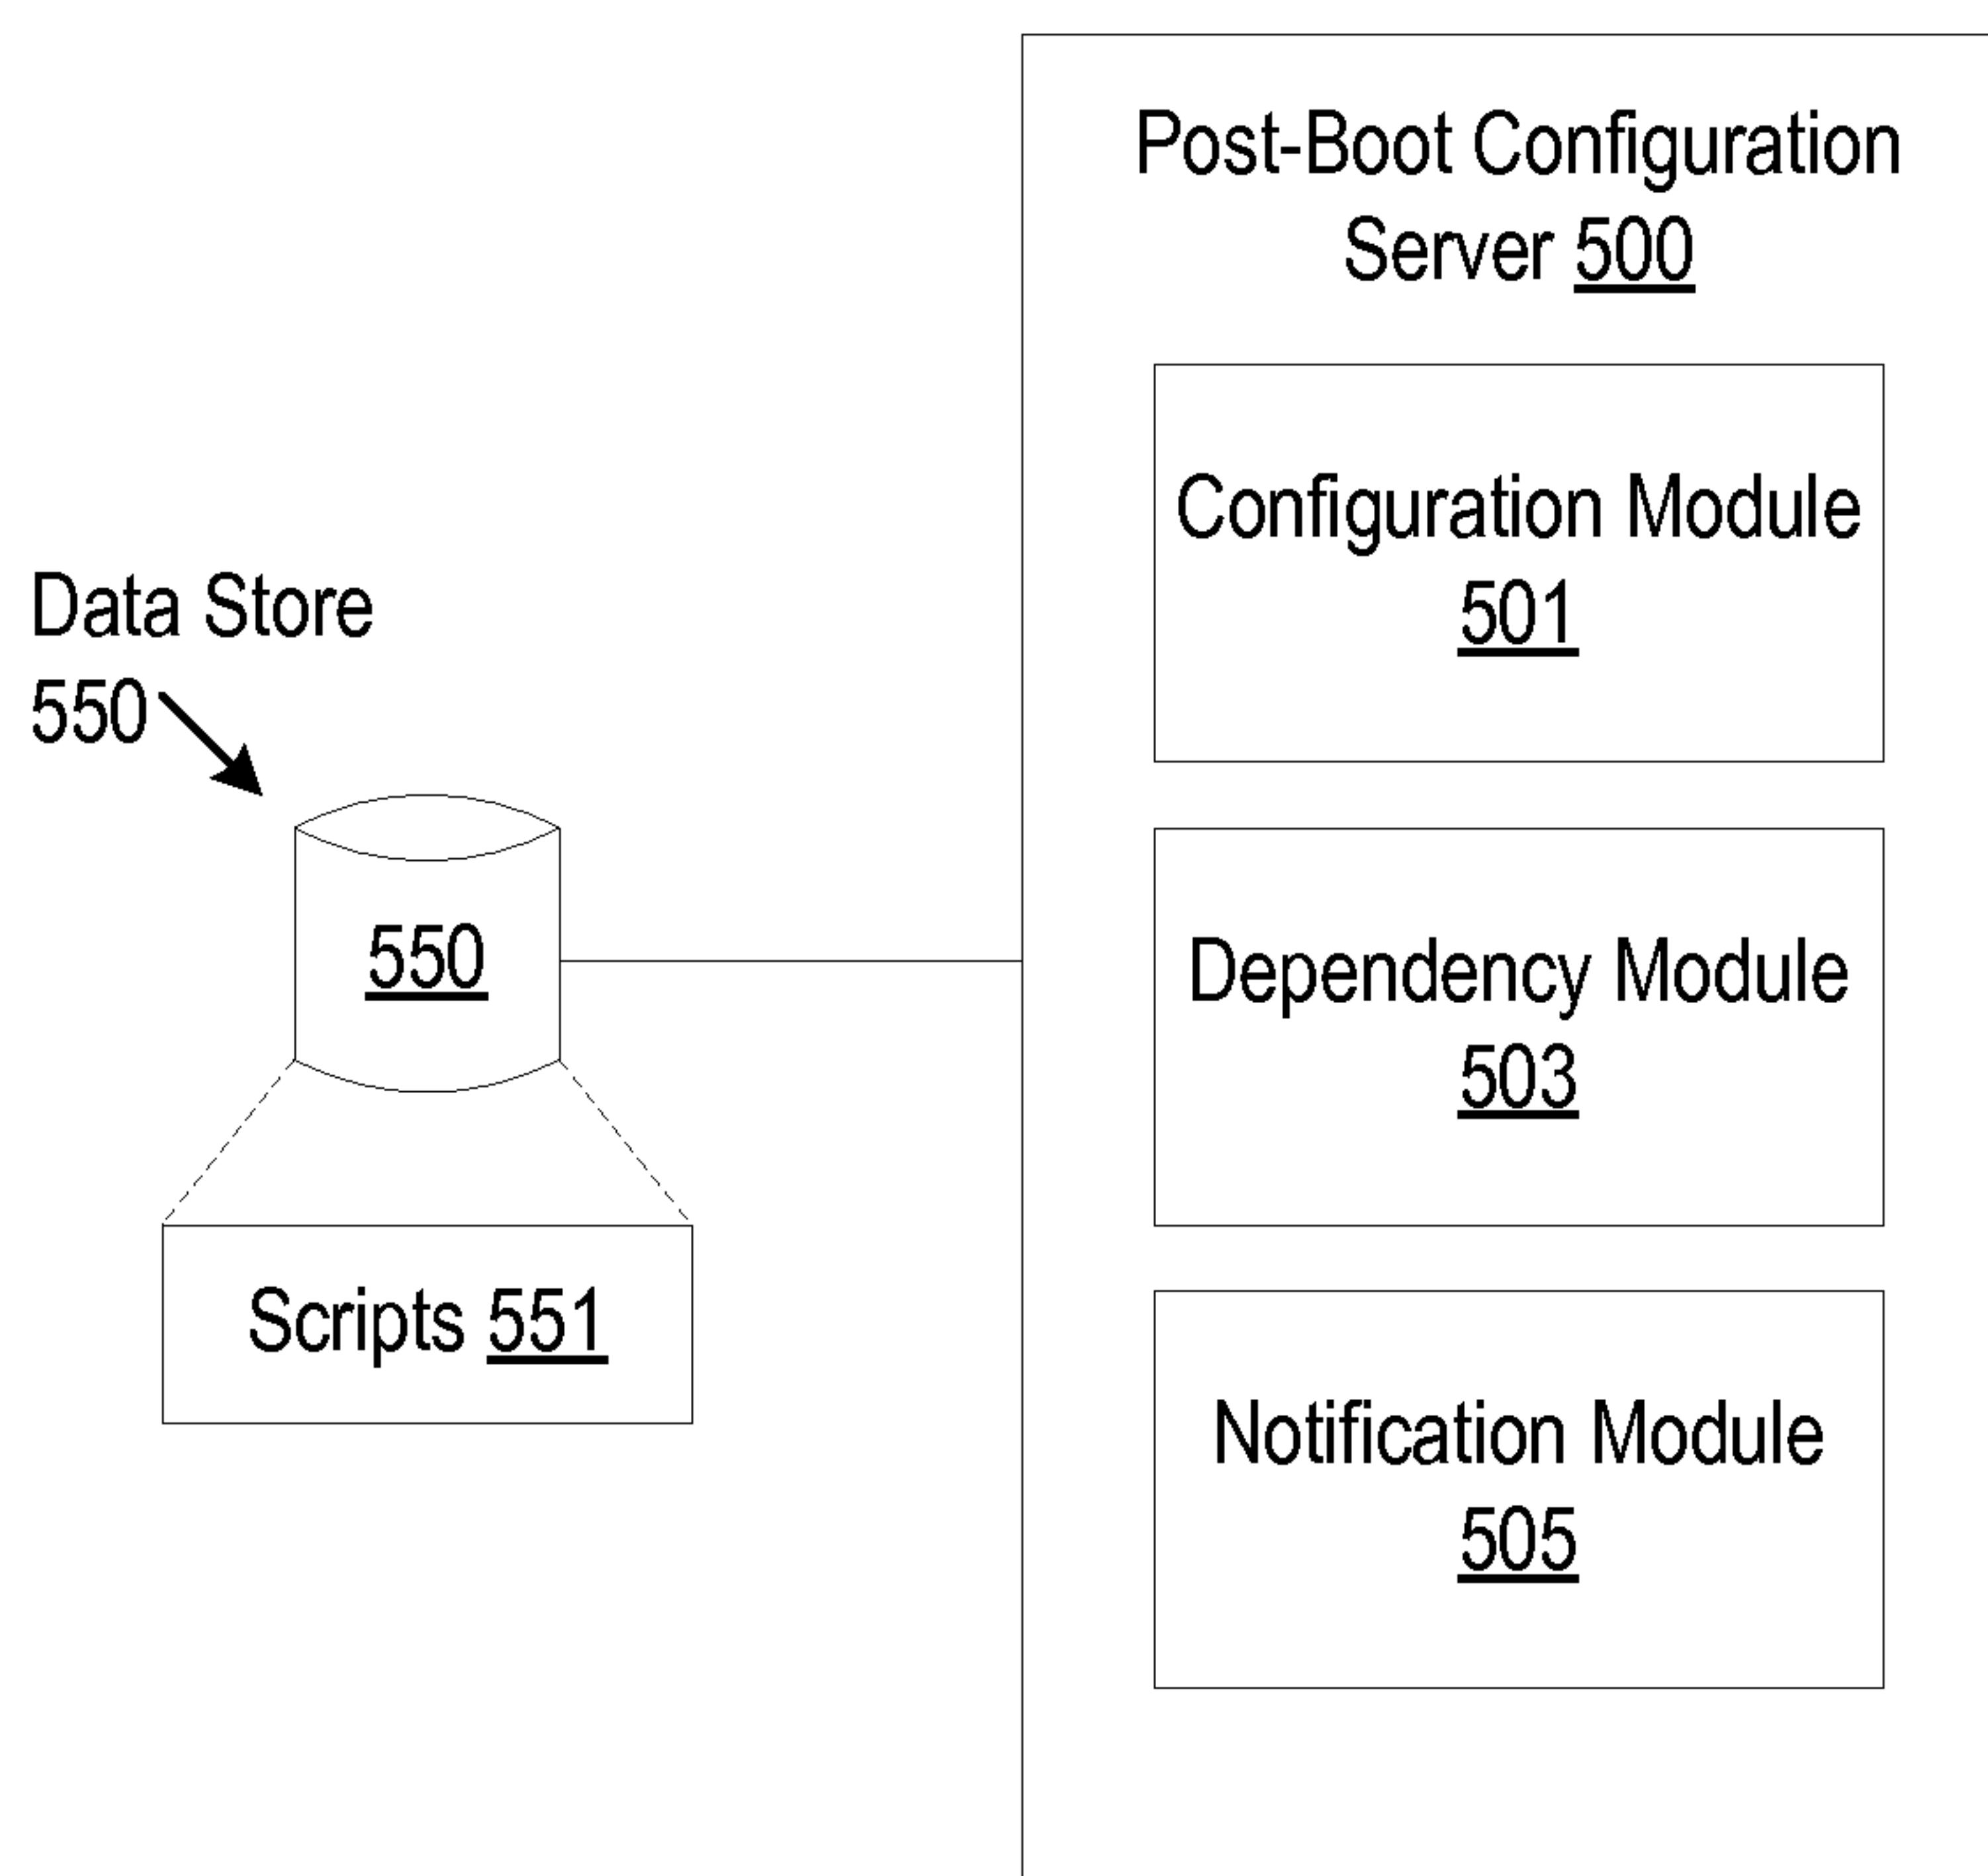 Post-Boot Configuration
Server 500
Configuration Module
501
Data Store
550
550
Dependency Module
503
Scripts 551
Notification Module
505